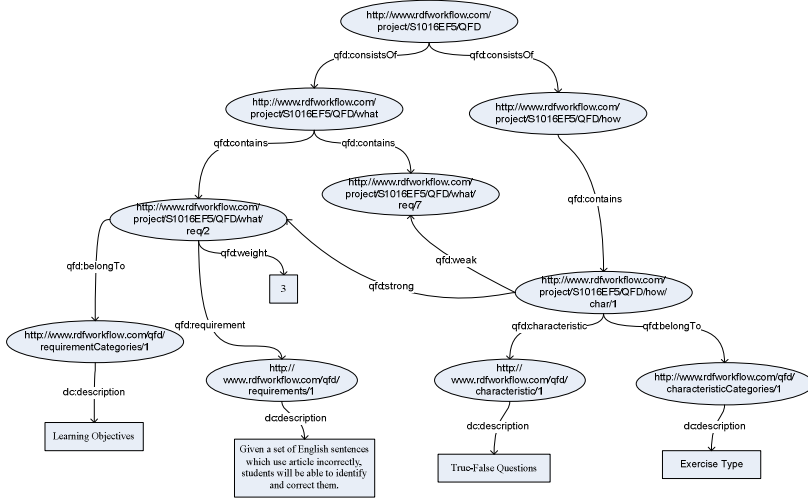 http://www.rdfworkflow.com/
project/S1016EF5/QFD
qfd:consistsOf
qfd:consistsOf
http://www.rdfworkflow.com/
project/S1016EF5/QFD/what
http://www.rdfworkflow.com/
project/S1016EF5/QFD/how
qfd:contains
qfd:contains
http://www.rdfworkflow.com/
project/S1016EF5/QFD/what/
req/7
qfd:contains
http://www.rdfworkflow.com/
project/S1016EF5/QFD/what/
req/2
qfd:weight
qfd:weak
qfd:belongTo
3
qfd:strong
http://www.rdfworkflow.com/
project/S1016EF5/QFD/how/
char/1
qfd:requirement
qfd:characteristic
qfd:belongTo
http://www.rdfworkflow.com/qfd/
requirementCategories/1
http://
www.rdfworkflow.com/qfd/
requirements/1
http://
www.rdfworkflow.com/qfd/
characteristic/1
http://www.rdfworkflow.com/qfd/
characteristicCategories/1
dc:description
dc:description
dc:description
dc:description
Learning Objectives
Given a set of English sentences
which use article incorrectly,
students will be able to identify
and correct them.
True-False Questions
Exercise Type